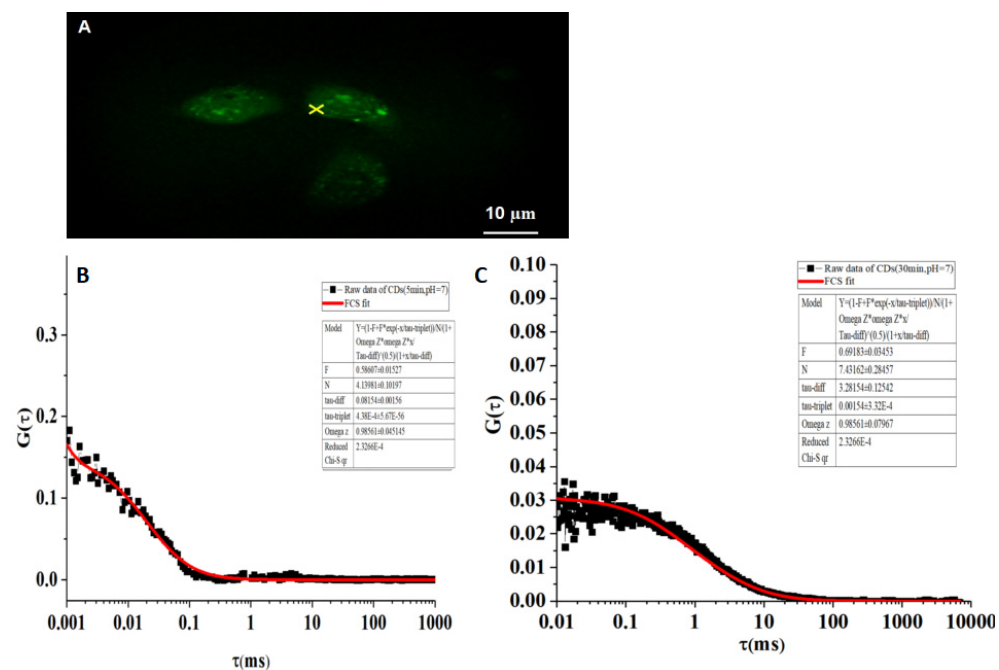 A
10 µm
B
0.3
0.2
0.1
0.0
G(τ)
0.001 0.01 0.1 1 10 100 1000
τ(ms)
Raw data of CDs(5min,pH=7)
FCS fit
Model Y=(1-F+F*exp(-x/tau-triplet))/N/(1+
Omega Z*omega Z*x/
Tau-diff)^(0.5)/(1+x/tau-diff)
F 0.58607±0.01527
N 4.13981±0.10197
tau-diff 0.08154±0.00156
tau-triplet 4.38E-4±5.67E-56
Omega z 0.98561±0.045145
Reduced 2.3266E-4
Chi-S qr
C
0.10
0.09
0.08
0.07
0.06
0.05
0.04
0.03
0.02
0.01
0.00
G(τ)
0.01 0.1 1 10 100 1000 10000
τ(ms)
Raw data of CDs(30min,pH=7)
FCS fit
Model Y=(1-F+F*exp(-x/tau-triplet))/N/(1+
Omega Z*omega Z*x/
Tau-diff)^(0.5)/(1+x/tau-diff)
F 0.69183±0.03453
N 7.43162±0.28457
tau-diff 3.28154±0.12542
tau-triplet 0.00154±3.32E-4
Omega z 0.98561±0.07967
Reduced 2.3266E-4
Chi-S qr